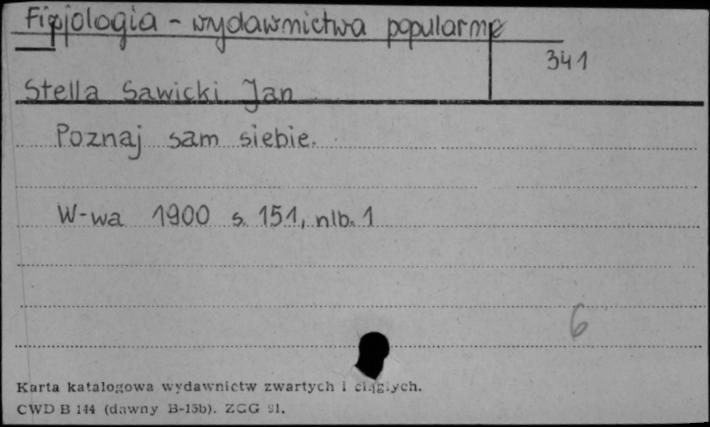 Fizjologia - wydawnictwa popularne
341
Stella Sawicki Jan
Poznaj sam siebie.
W-wa 1900 s. 151, nlb. 1
6
Karta katalogowa wydawnictw zwartych i ciągłych.
CWD B 144 (dawny B-15b). ZGG 91.